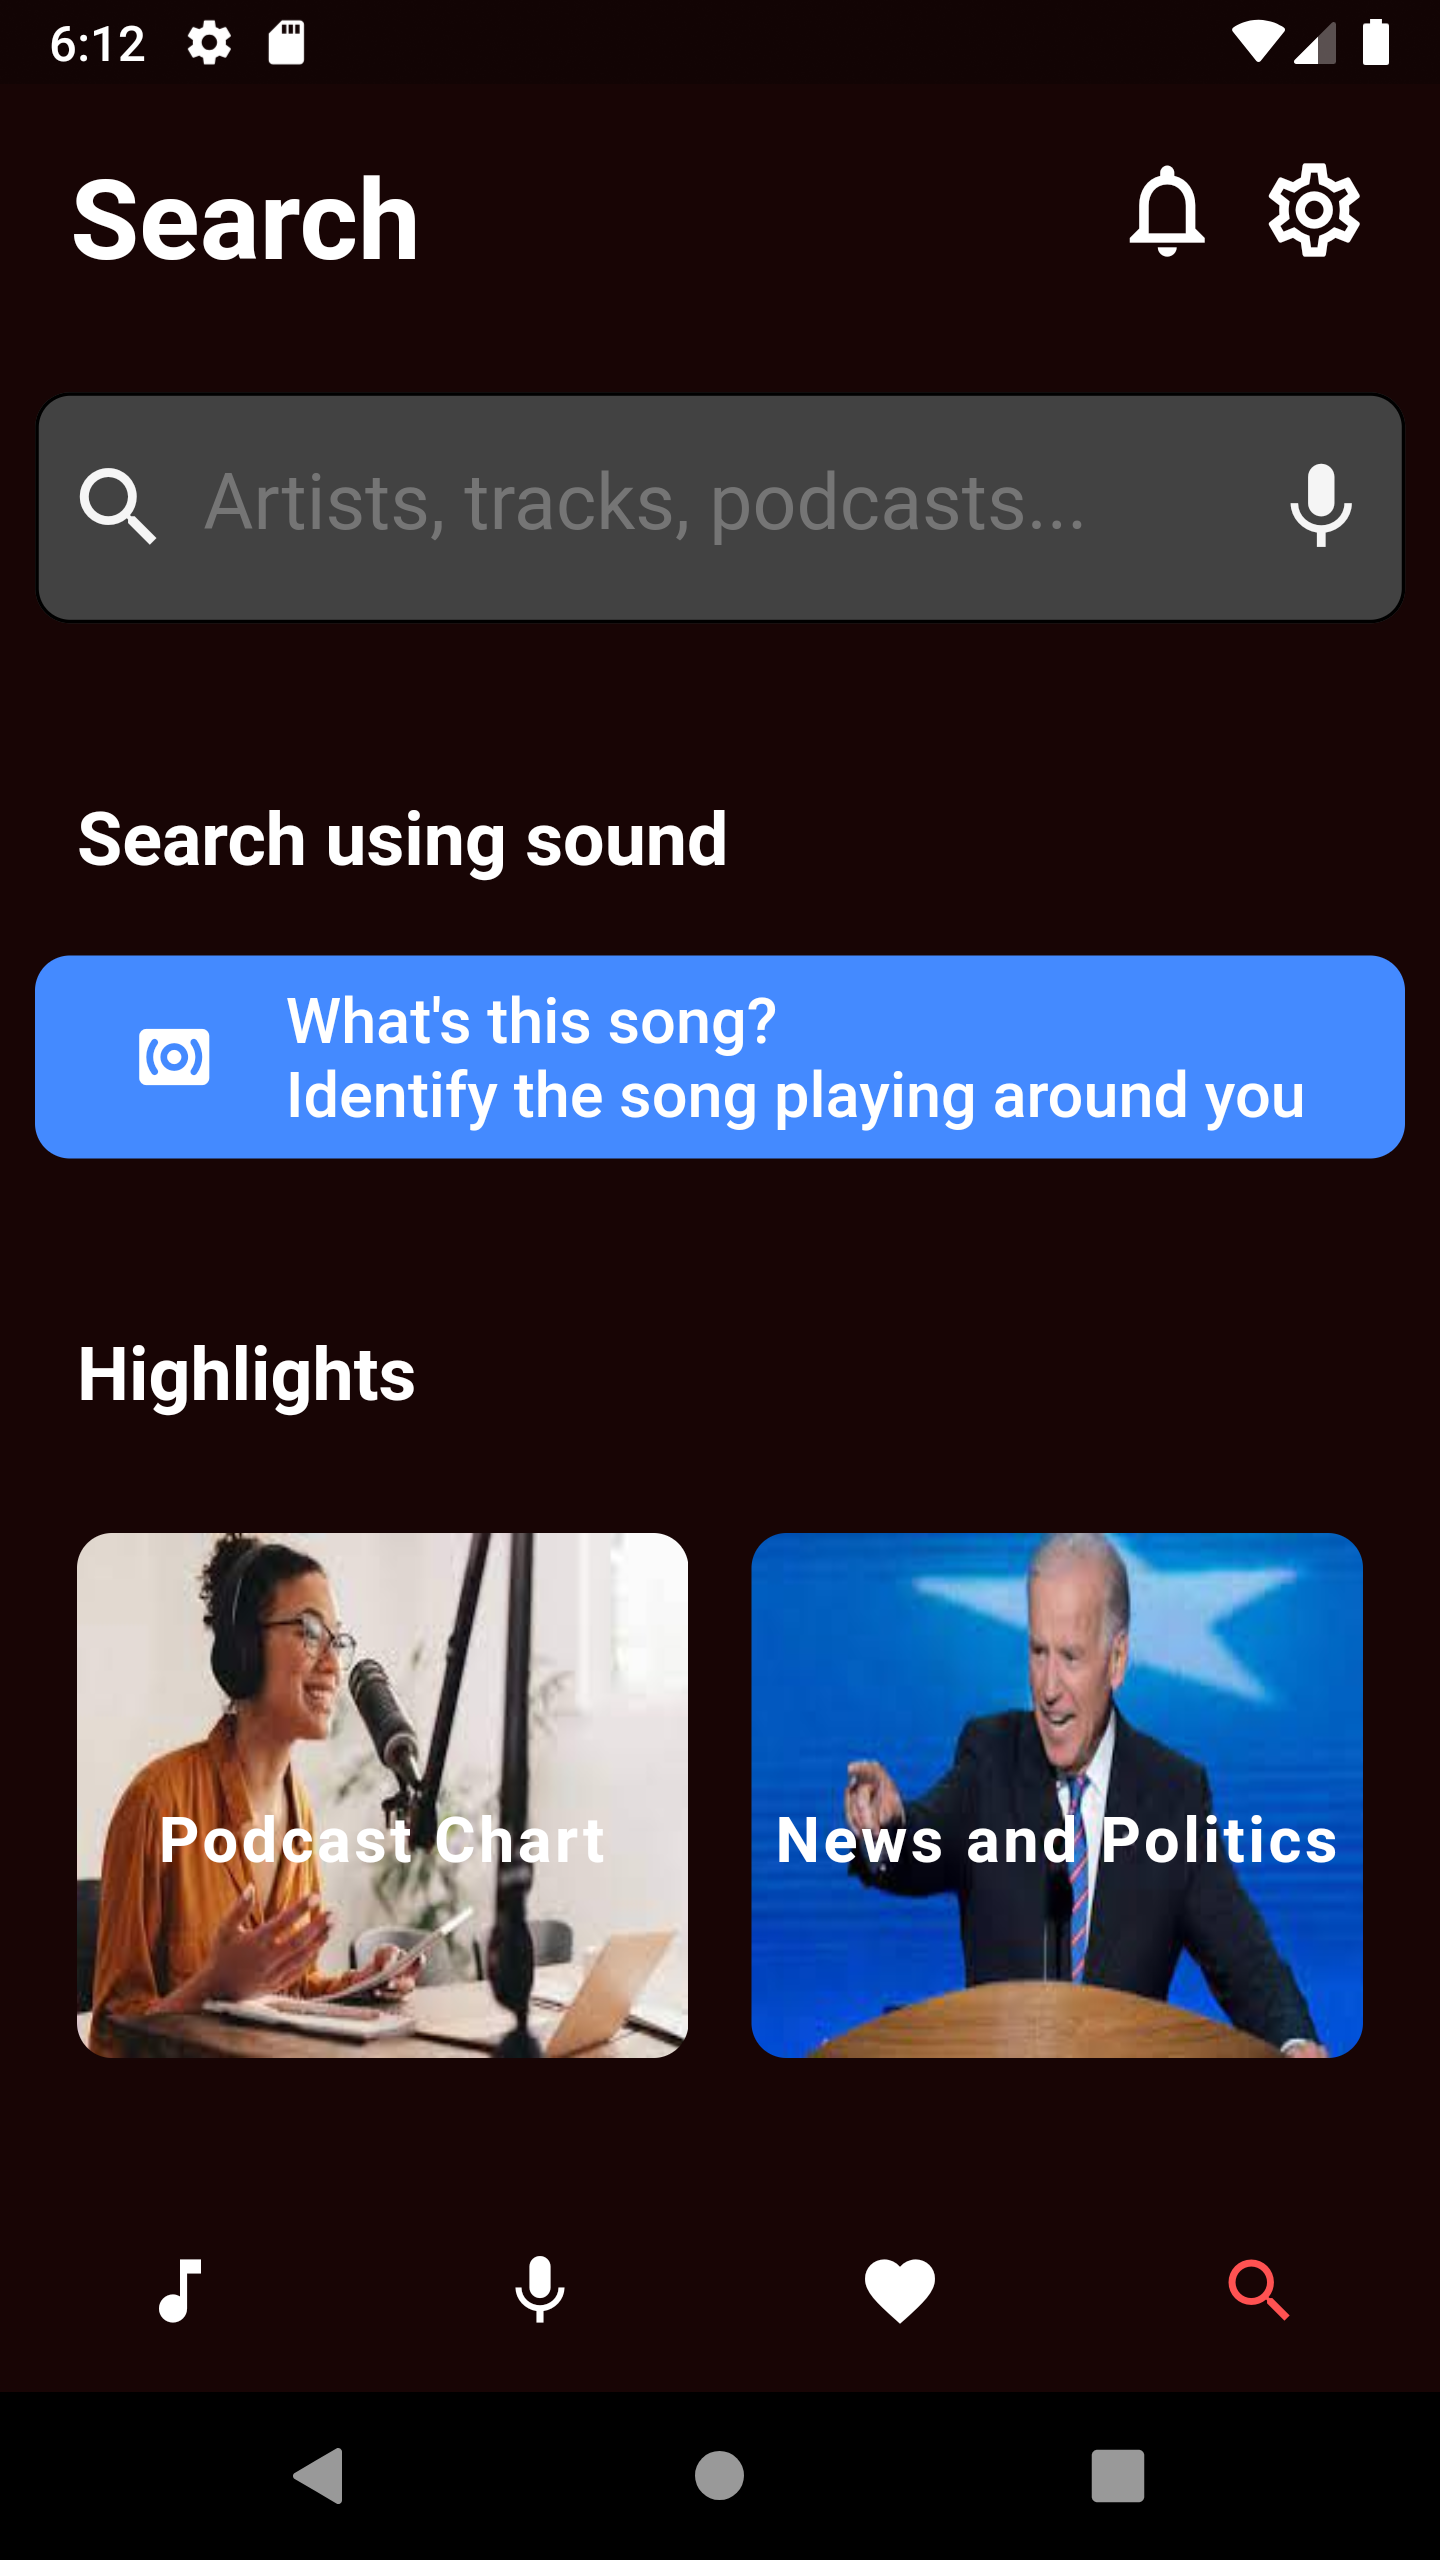 6:12
Search
Artists, tracks, podcasts...
Search using sound
What's this song?
Identify the song playing around you
Highlights
Podcast Chart
News and Politics